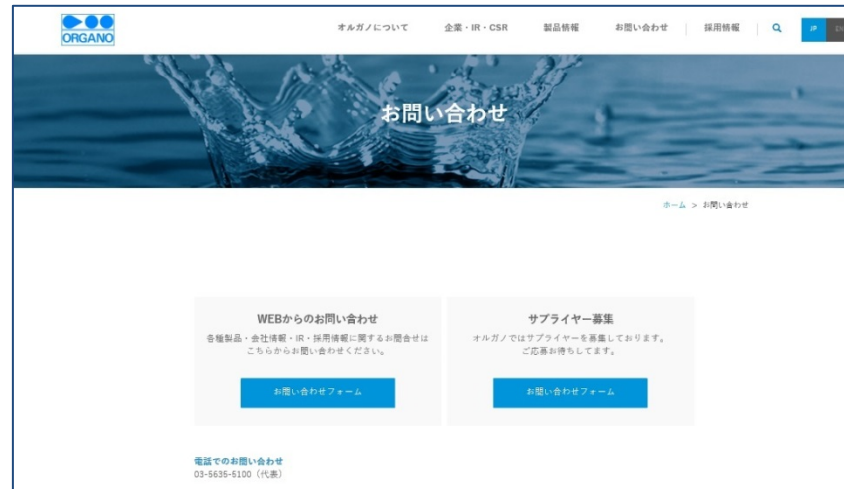 ORGANO
オルガノについて 企業・IR・CSR 製品情報 お問い合わせ 採用情報 JP EN
お問い合わせ
ホーム > お問い合わせ
WEBからのお問い合わせ
各種製品・会社情報・IR・採用情報に関するお問合せは
こちらからお問い合わせください。
お問い合わせフォーム
サプライヤー募集
オルガノではサプライヤーを募集しております。
ご応募お待ちしてます。
お問い合わせフォーム
電話でのお問い合わせ
03-5635-5100（代表）